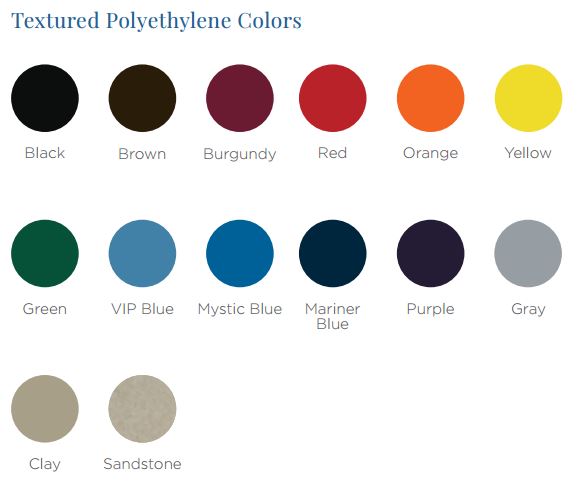 Textured Polyethylene Colors
Black
Brown
Burgundy
Red
Orange
Yellow
Green
VIP Blue
Mystic Blue
Mariner
Blue
Purple
Gray
Clay
Sandstone